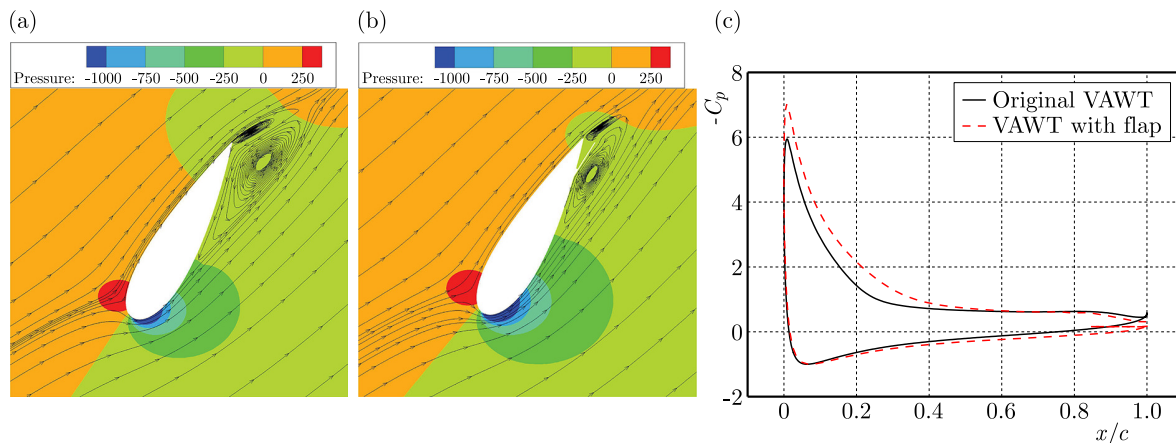 (a)
Pressure: -1000 -750 -500 -250 0 250
(b)
Pressure: -1000 -750 -500 -250 0 250
(c)
-Cp
8
6
4
2
0
-2
Original VAWT
VAWT with flap
0 0.2 0.4 0.6 0.8 1.0
x/c